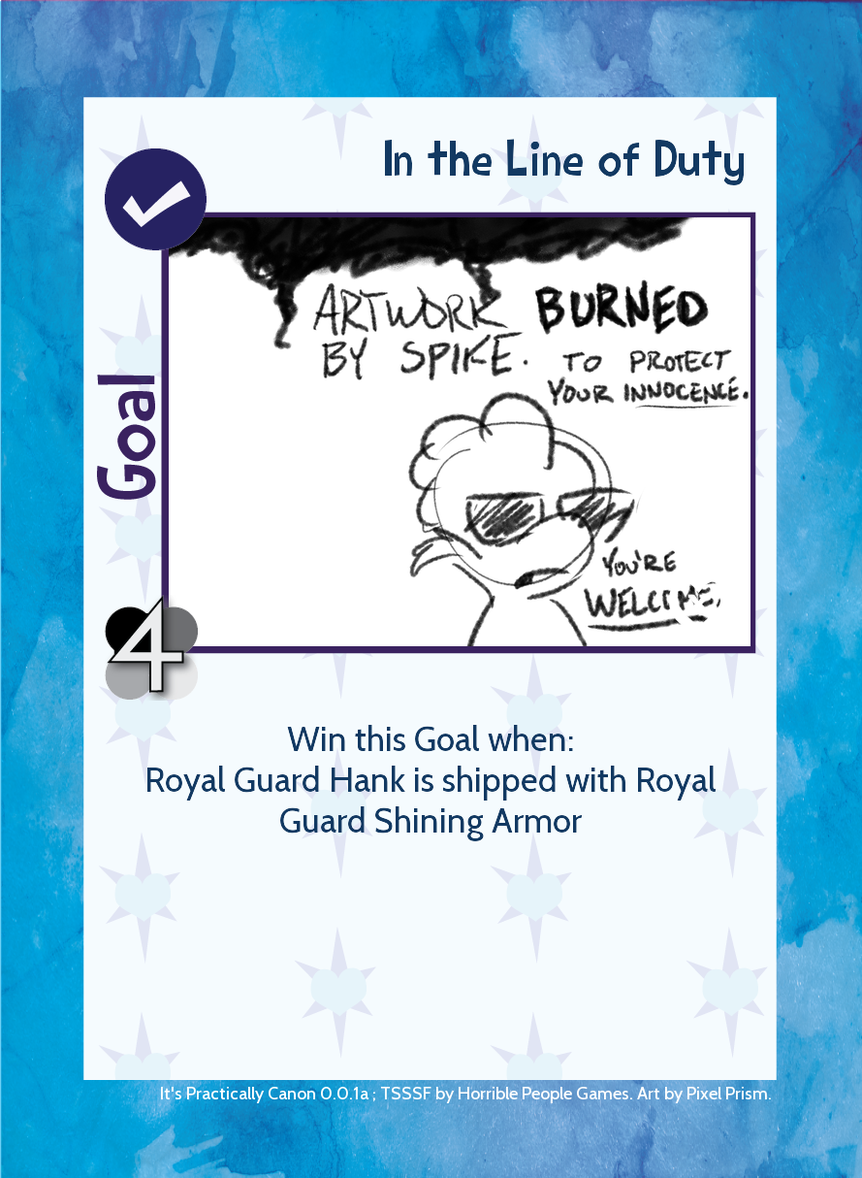 In the Line of Duty
Goal
ARTWORK BURNED
BY SPIKE. TO PROTECT
YOUR INNOCENCE.
YOU'RE
WELCOME.
4
Win this Goal when:
Royal Guard Hank is shipped with Royal
Guard Shining Armor
It's Practically Canon 0.0.1a ; TSSSF by Horrible People Games. Art by Pixel Prism.